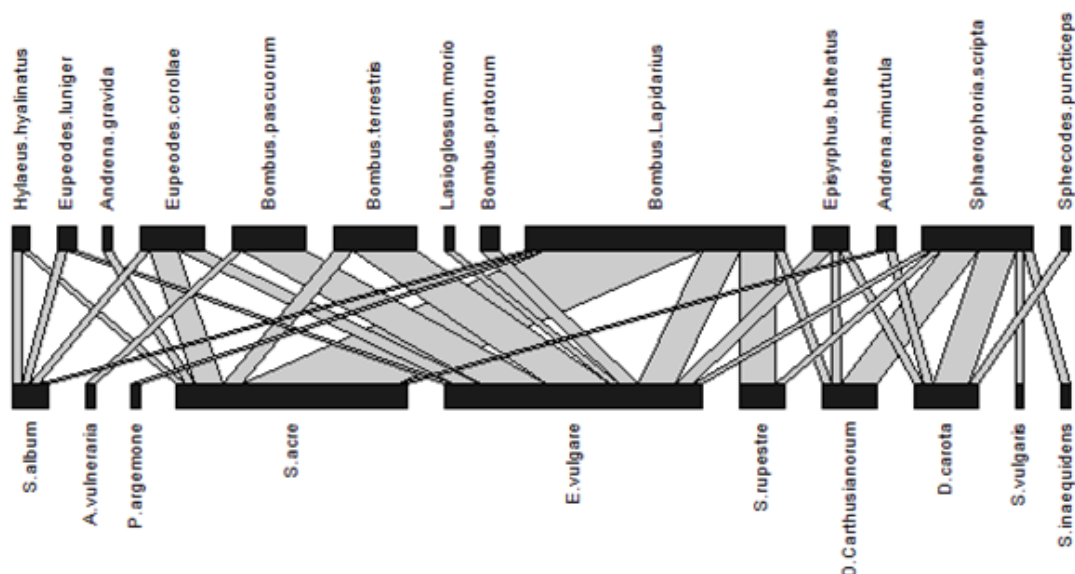 Hylaeus.hyalinatus
Eupeodes.luniger
Andrena.gravida
Eupeodes.corollae
Bombus.pascuorum
Bombus.terrestris
Lasioglossum.morio
Bombus.pratorum
Bombus.Lapidarius
Episyrphus.balteatus
Andrena.minutula
Sphaerophoria.scripta
Sphecodes.puncticeps
S.album
A.vulneraria
P.argemone
S.acre
E.vulgare
S.rupestre
D.Carthusianorum
D.carota
S.vulgaris
S.inaequidens